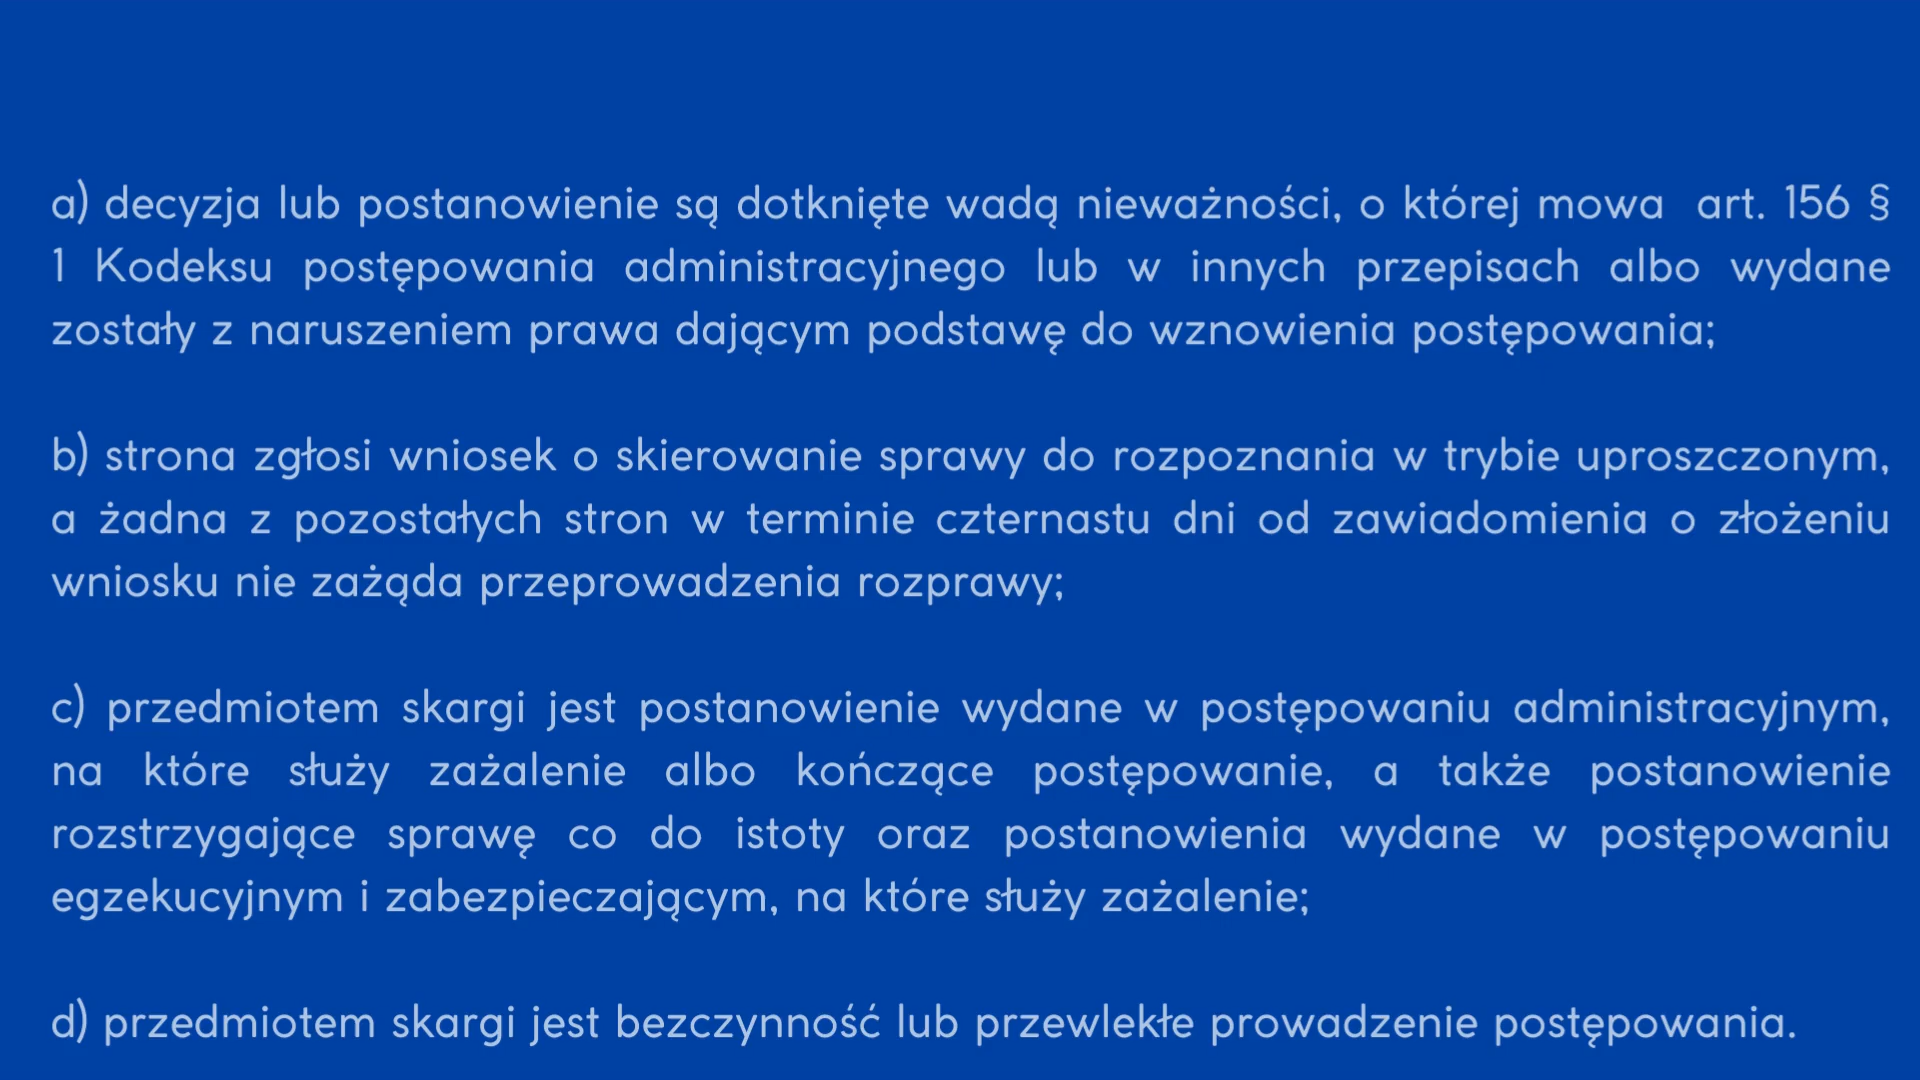 a) decyzja lub postanowienie są dotknięte wadą nieważności, o której mowa art. 156 §
1 Kodeksu postępowania administracyjnego lub w innych przepisach albo wydane
zostały z naruszeniem prawa dającym podstawę do wznowienia postępowania;
b) strona zgłosi wniosek o skierowanie sprawy do rozpoznania w trybie uproszczonym,
a żadna z pozostałych stron w terminie czternastu dni od zawiadomienia o złożeniu
wniosku nie zażąda przeprowadzenia rozprawy;
c) przedmiotem skargi jest postanowienie wydane w postępowaniu administracyjnym,
na które służy zażalenie albo kończące postępowanie, a także postanowienie
rozstrzygające sprawę co do istoty oraz postanowienia wydane w postępowaniu
egzekucyjnym i zabezpieczającym, na które służy zażalenie;
d) przedmiotem skargi jest bezczynność lub przewlekłe prowadzenie postępowania.